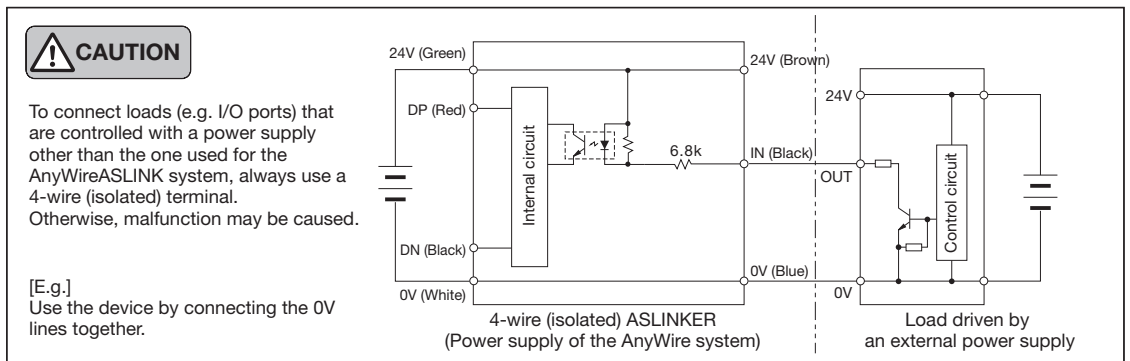 CAUTION
To connect loads (e.g. I/O ports) that
are controlled with a power supply
other than the one used for the
AnyWireASLINK system, always use a
4-wire (isolated) terminal.
Otherwise, malfunction may be caused.
[E.g.]
Use the device by connecting the 0V
lines together.
24V (Green)
DP (Red)
DN (Black)
0V (White)
Internal circuit
6.8k
24V (Brown)
IN (Black)
0V (Blue)
4-wire (isolated) ASLINKER
(Power supply of the AnyWire system)
24V
OUT
0V
Control circuit
Load driven by
an external power supply